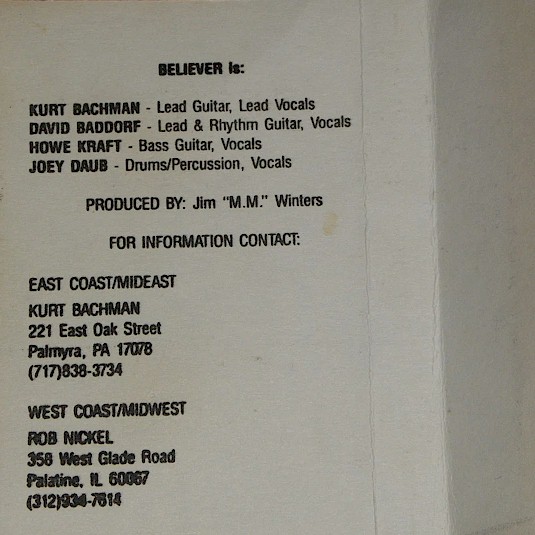 BELIEVER Is:
KURT BACHMAN - Lead Guitar, Lead Vocals
DAVID BADDORF - Lead & Rhythm Guitar, Vocals
HOWE KRAFT - Bass Guitar, Vocals
JOEY DAUB - Drums/Percussion, Vocals
PRODUCED BY: Jim "M.M." Winters
FOR INFORMATION CONTACT:
EAST COAST/MIDEAST
KURT BACHMAN
221 East Oak Street
Palmyra, PA 17078
(717)838-3734
WEST COAST/MIDWEST
ROB NICKEL
358 West Glade Road
Palatine, IL 60067
(312)934-7614